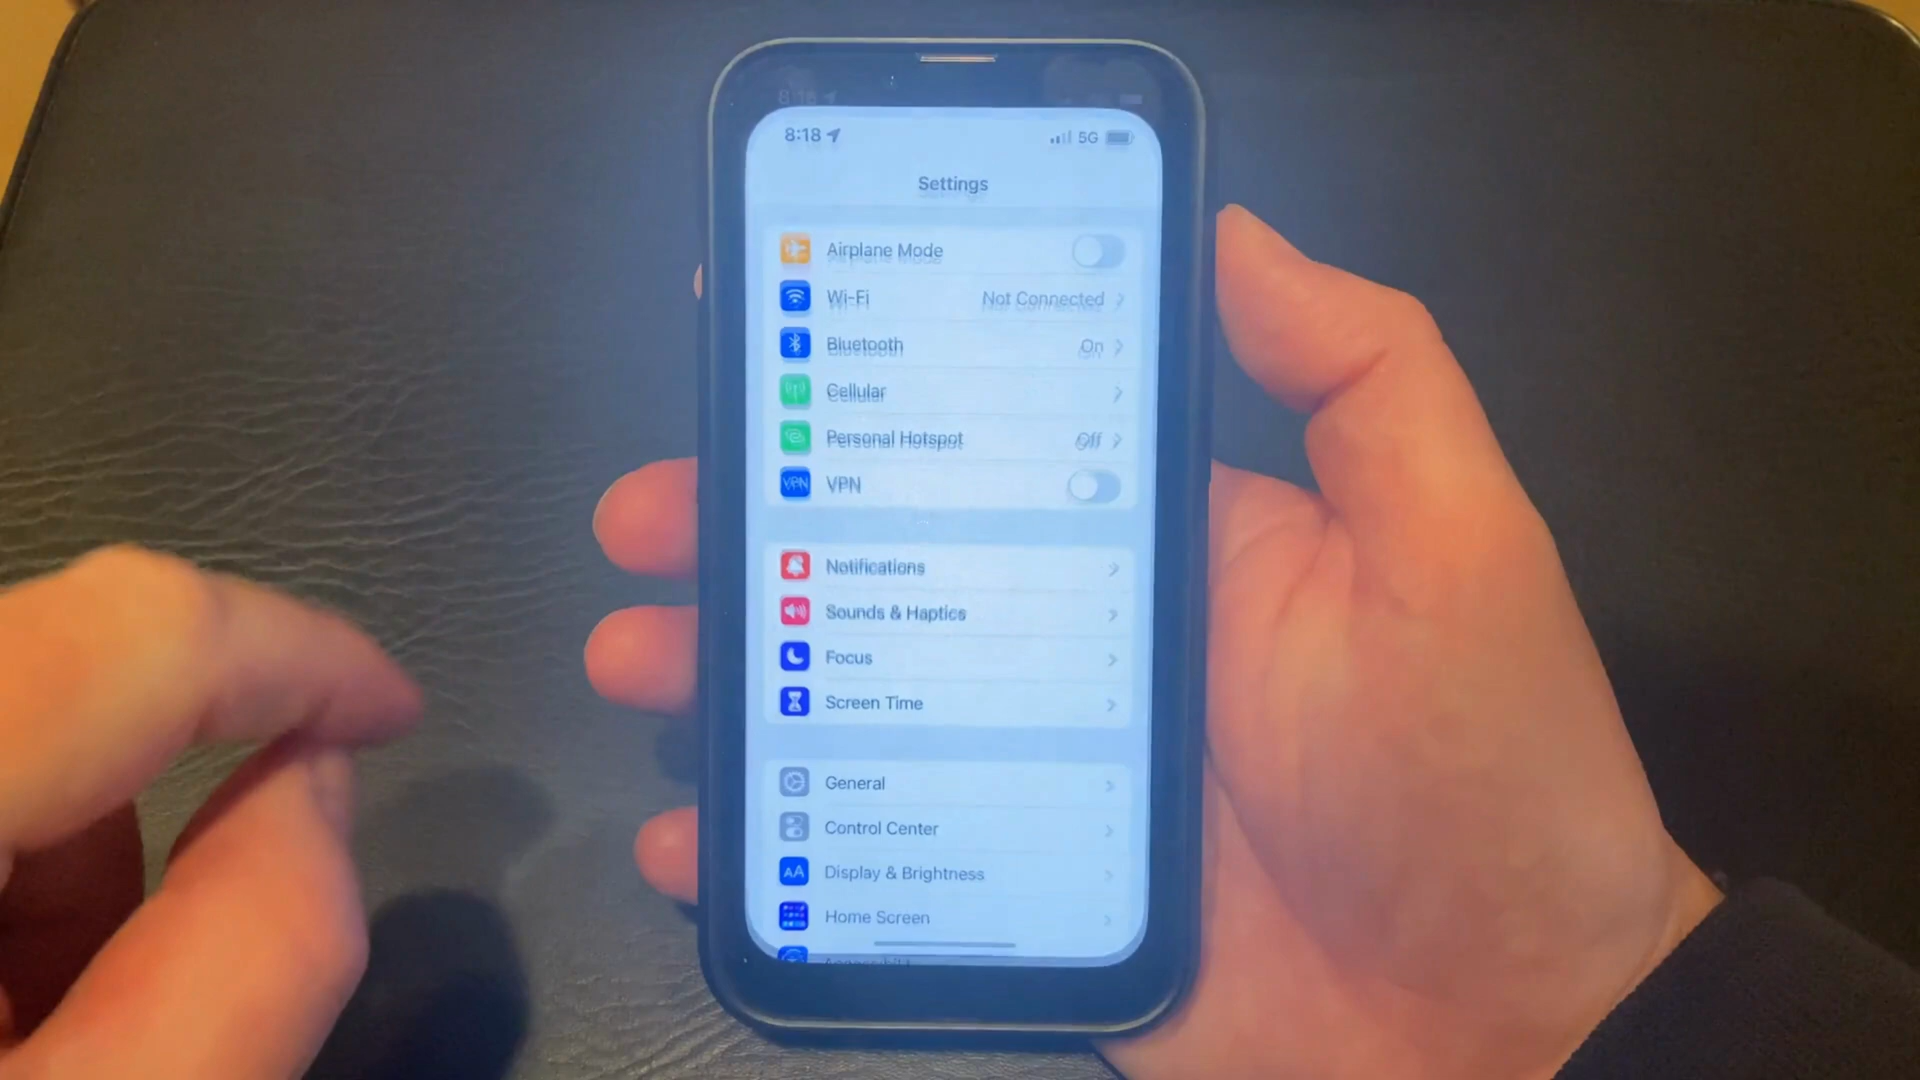 8:18
5G
Settings
Airplane Mode
Wi-Fi Not Connected
Bluetooth On
Cellular
Personal Hotspot Off
VPN VPN
Notifications
Sounds & Haptics
Focus
Screen Time
General
Control Center
AA Display & Brightness
Home Screen